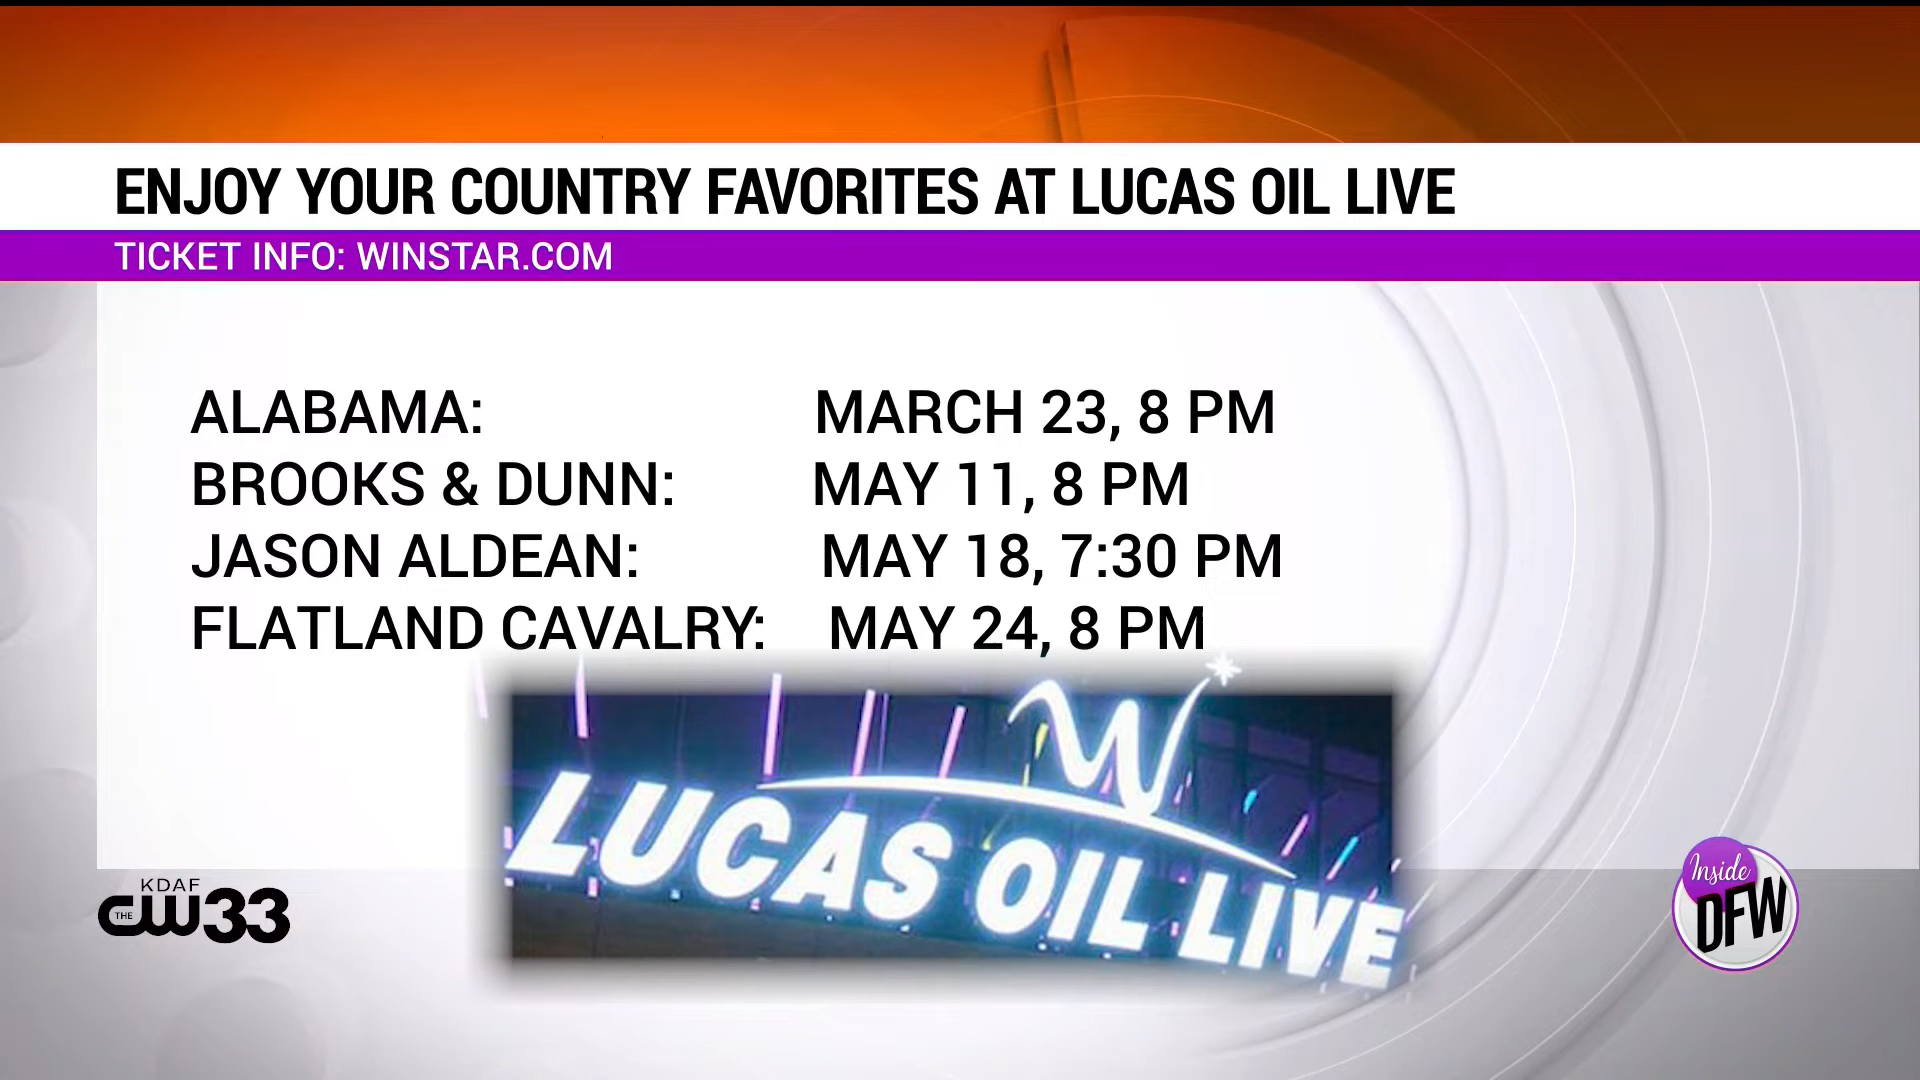 ENJOY YOUR COUNTRY FAVORITES AT LUCAS OIL LIVE
TICKET INFO: WINSTAR.COM
ALABAMA: MARCH 23, 8 PM
BROOKS & DUNN: MAY 11, 8 PM
JASON ALDEAN: MAY 18, 7:30 PM
FLATLAND CAVALRY: MAY 24, 8 PM
W
LUCAS OIL LIVE
KDAF
THE CW33
Inside
DFW